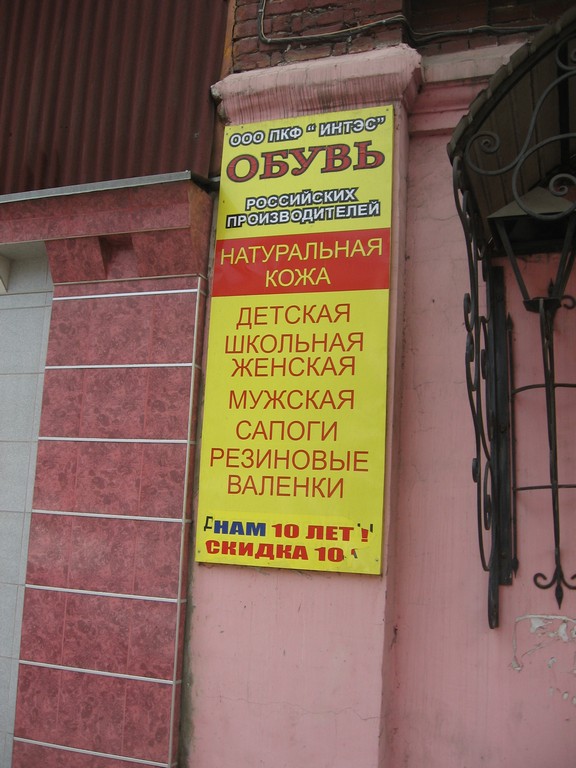 ООО ПКФ "ИНТЭС"
ОБУВЬ
РОССИЙСКИХ
ПРОИЗВОДИТЕЛЕЙ
НАТУРАЛЬНАЯ
КОЖА
ДЕТСКАЯ
ШКОЛЬНАЯ
ЖЕНСКАЯ
МУЖСКАЯ
САПОГИ
РЕЗИНОВЫЕ
ВАЛЕНКИ
НАМ 10 ЛЕТ!
СКИДКА 10